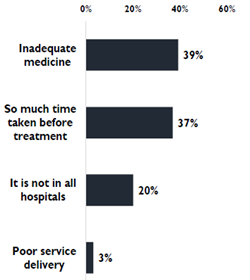 0% 20% 40% 60%
Inadequate
medicine
39%
So much time
taken before
treatment
37%
It is not in all
hospitals
20%
Poor service
delivery
3%